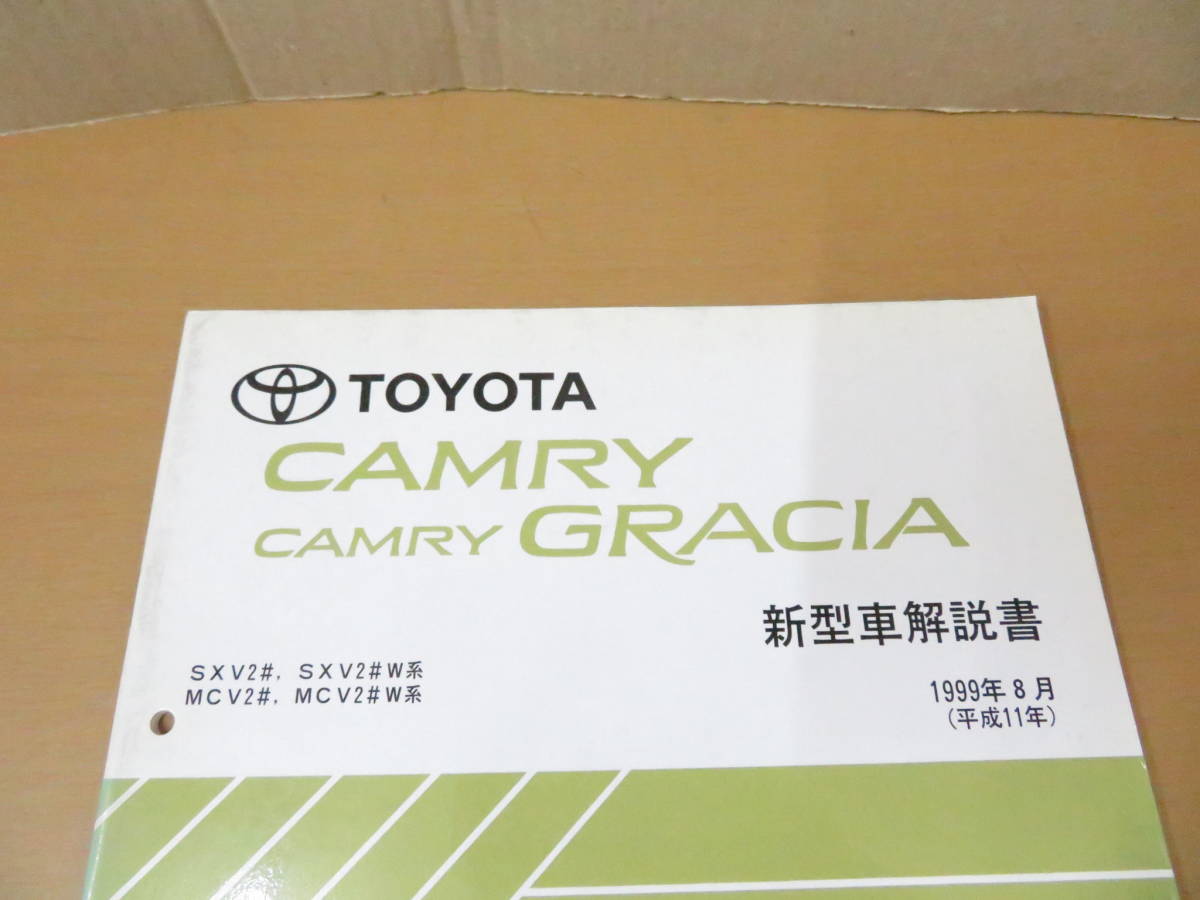 TOYOTA
CAMRY
CAMRY GRACIA
新型車解説書
SXV2#, SXV2#W系
MCV2#, MCV2#W系
1999年8月
(平成11年)